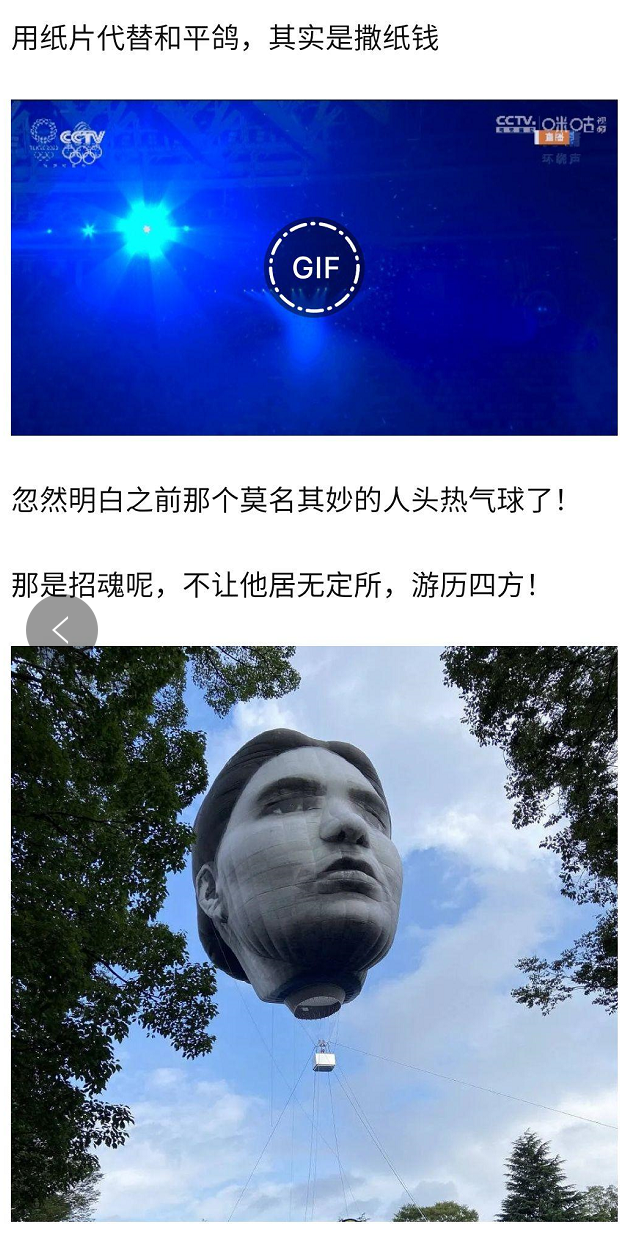 用纸片代替和平鸽，其实是撒纸钱
CCTV
CCTV. 咪咕视频
直播
环绕声
GIF
忽然明白之前那个莫名其妙的人头热气球了！
那是招魂呢，不让他居无定所，游历四方！